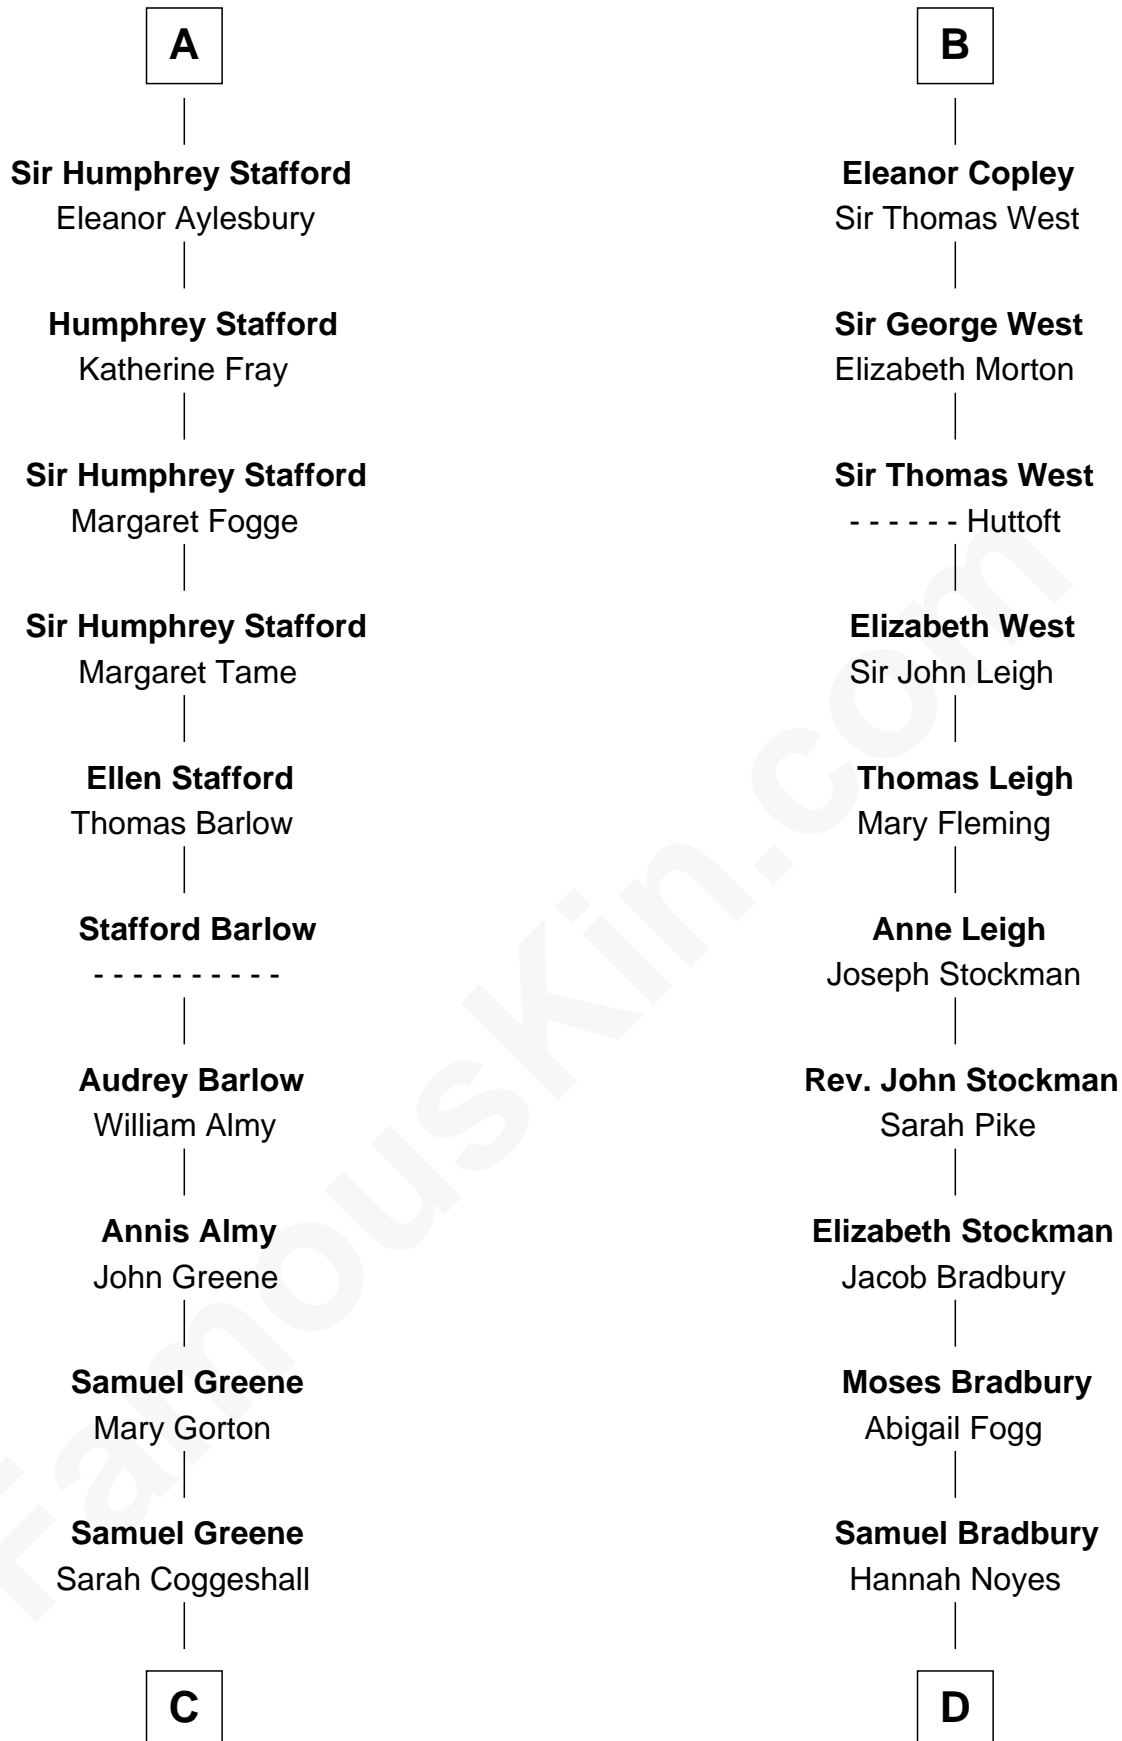 A
Sir Humphrey Stafford
Eleanor Aylesbury
Humphrey Stafford
Katherine Fray
Sir Humphrey Stafford
Margaret Fogge
Sir Humphrey Stafford
Margaret Tame
Ellen Stafford
Thomas Barlow
Stafford Barlow
- - - - - - - - - -
Audrey Barlow
William Almy
Annis Almy
John Greene
Samuel Greene
Mary Gorton
Samuel Greene
Sarah Coggeshall
C
B
Eleanor Copley
Sir Thomas West
Sir George West
Elizabeth Morton
Sir Thomas West
- - - - - - Huttoft
Elizabeth West
Sir John Leigh
Thomas Leigh
Mary Fleming
Anne Leigh
Joseph Stockman
Rev. John Stockman
Sarah Pike
Elizabeth Stockman
Jacob Bradbury
Moses Bradbury
Abigail Fogg
Samuel Bradbury
Hannah Noyes
D
FamousKin.com